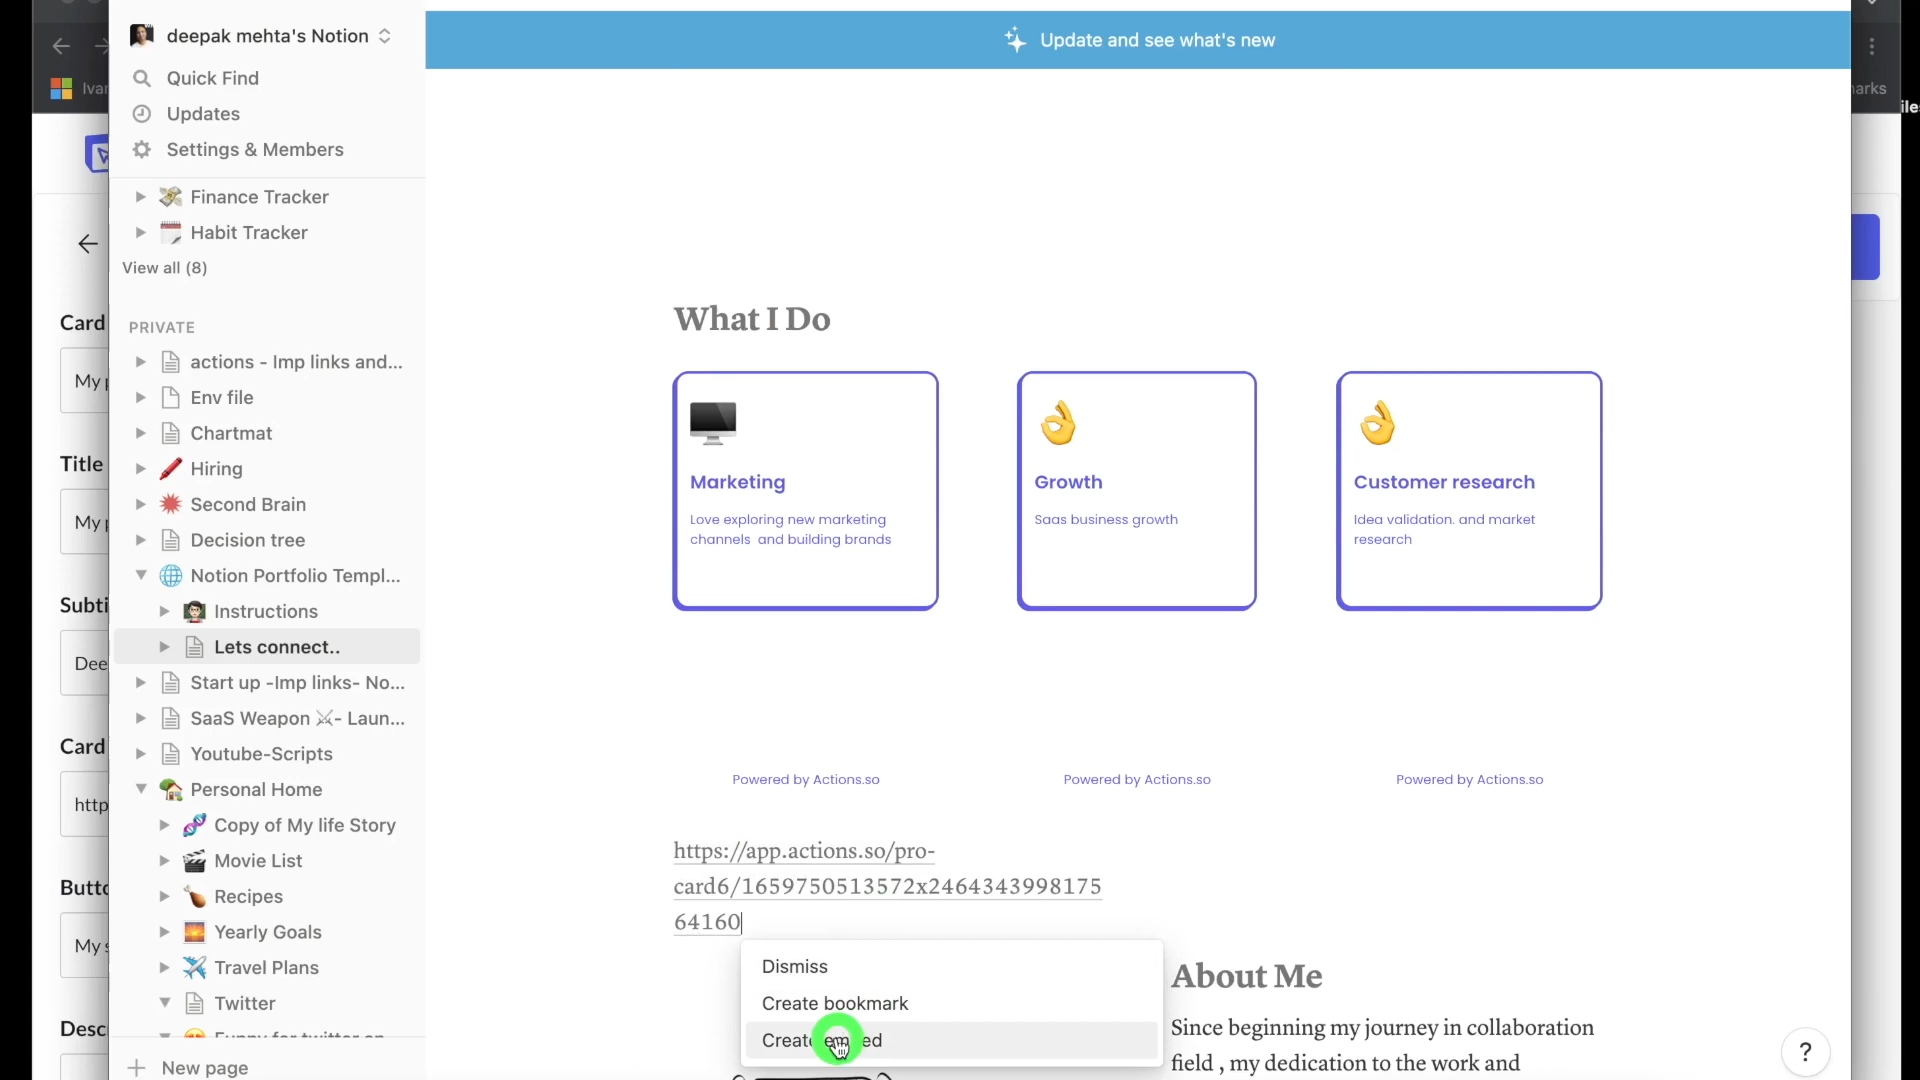 deepak mehta's Notion
Quick Find
Updates
Settings & Members
Finance Tracker
Habit Tracker
View all (8)
PRIVATE
actions - Imp links and...
Env file
Chartmat
Hiring
Second Brain
Decision tree
Notion Portfolio Templ...
Instructions
Lets connect..
Start up -Imp links- No...
SaaS Weapon ⚔- Laun...
Youtube-Scripts
Personal Home
Copy of My life Story
Movie List
Recipes
Yearly Goals
Travel Plans
Twitter
New page
Card
My
Title
My
Card
http
My
Update and see what's new
What I Do
Marketing
Love exploring new marketing
channels and building brands
Growth
Saas business growth
Customer research
Idea validation. and market
research
Powered by Actions.so
Powered by Actions.so
Powered by Actions.so
https://app.actions.so/pro-
card6/1659750513572x2464343998175
64160
Dismiss
Create bookmark
Create embed
About Me
Since beginning my journey in collaboration
field , my dedication to the work and
?